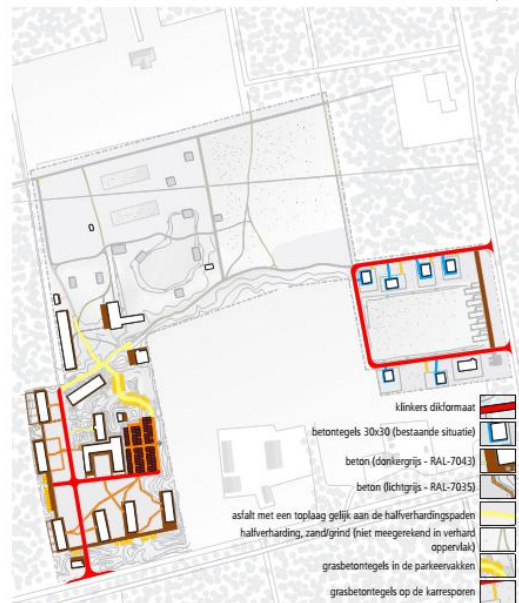 klinkers dikformaat
betontegels 30x30 (bestaande situatie)
beton (donkergrijs - RAL-7043)
beton (lichtgrijs - RAL-7035)
asfalt met een toplaag gelijk aan de halfverhardingspaden
halfverharding, zand/grind (niet meegerekend in verhard
oppervlak)
grasbetontegels in de parkeervakken
grasbetontegels op de karresporen